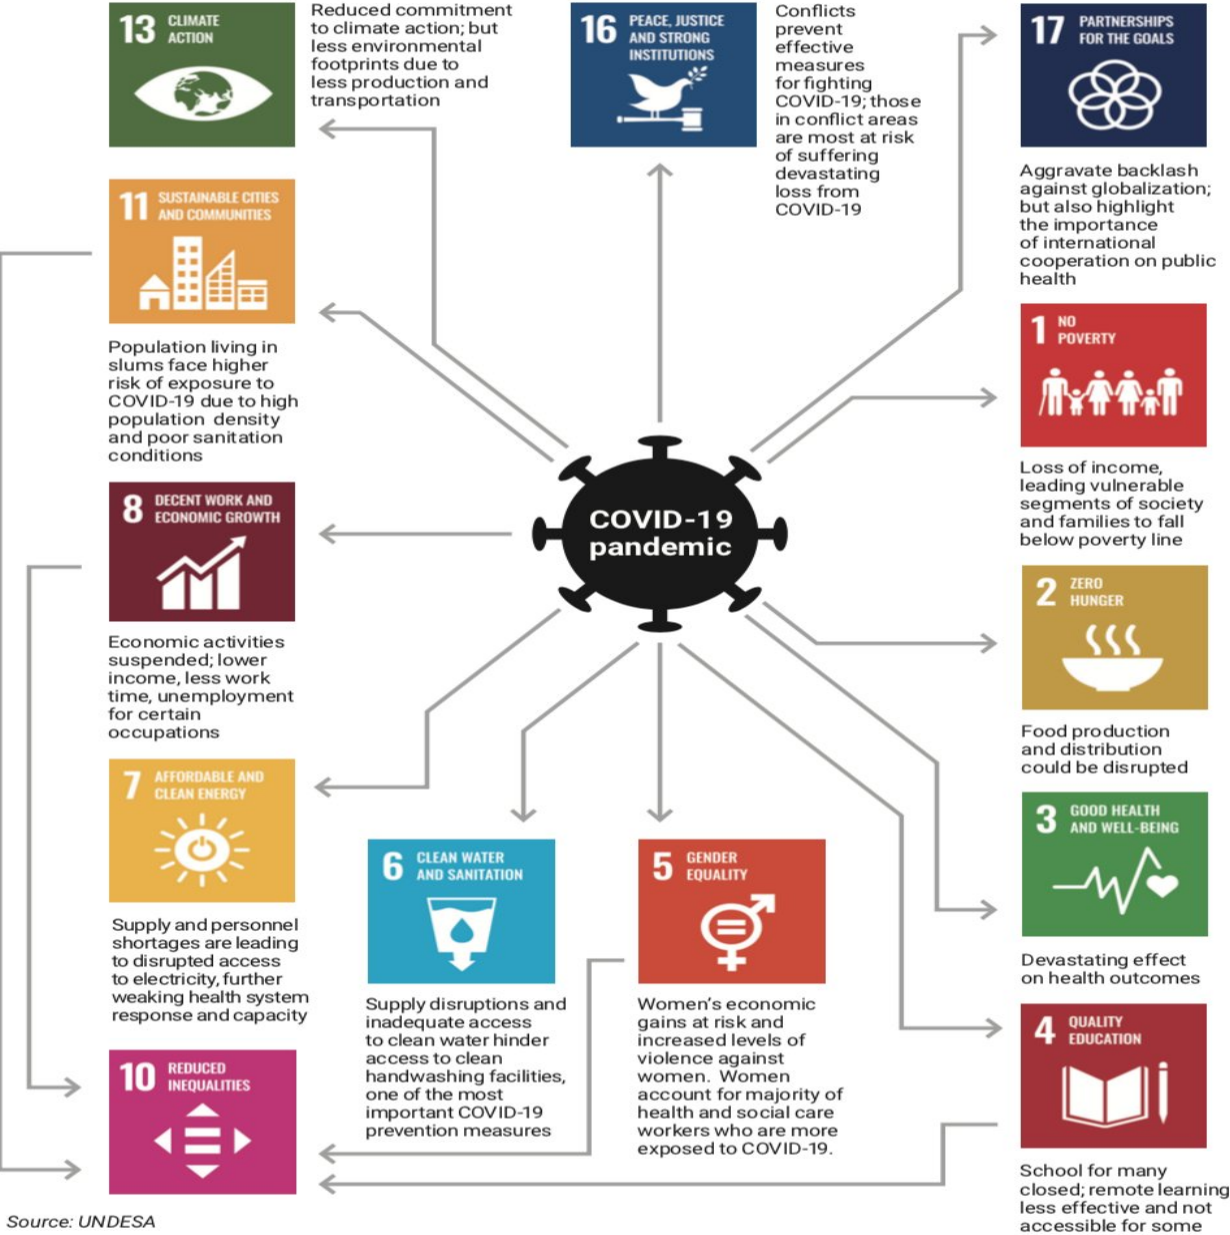 13 CLIMATE
ACTION
Reduced commitment
to climate action; but
less environmental
footprints due to
less production and
transportation
16 PEACE, JUSTICE
AND STRONG
INSTITUTIONS
Conflicts
prevent
effective
measures
for fighting
COVID-19; those
in conflict areas
are most at risk
of suffering
devastating
loss from
COVID-19
17 PARTNERSHIPS
FOR THE GOALS
Aggravate backlash
against globalization;
but also highlight
the importance
of international
cooperation on public
health
11 SUSTAINABLE CITIES
AND COMMUNITIES
Population living in
slums face higher
risk of exposure to
COVID-19 due to high
population density
and poor sanitation
conditions
1 NO
POVERTY
Loss of income,
leading vulnerable
segments of society
and families to fall
below poverty line
8 DECENT WORK AND
ECONOMIC GROWTH
Economic activities
suspended; lower
income, less work
time, unemployment
for certain
occupations
COVID-19
pandemic
2 ZERO
HUNGER
Food production
and distribution
could be disrupted
7 AFFORDABLE AND
CLEAN ENERGY
Supply and personnel
shortages are leading
to disrupted access
to electricity, further
weaking health system
response and capacity
6 CLEAN WATER
AND SANITATION
Supply disruptions and
inadequate access
to clean water hinder
access to clean
handwashing facilities,
one of the most
important COVID-19
prevention measures
5 GENDER
EQUALITY
Women's economic
gains at risk and
increased levels of
violence against
women. Women
account for majority of
health and social care
workers who are more
exposed to COVID-19.
3 GOOD HEALTH
AND WELL-BEING
Devastating effect
on health outcomes
4 QUALITY
EDUCATION
School for many
closed; remote learning
less effective and not
accessible for some
10 REDUCED
INEQUALITIES
Source: UNDESA